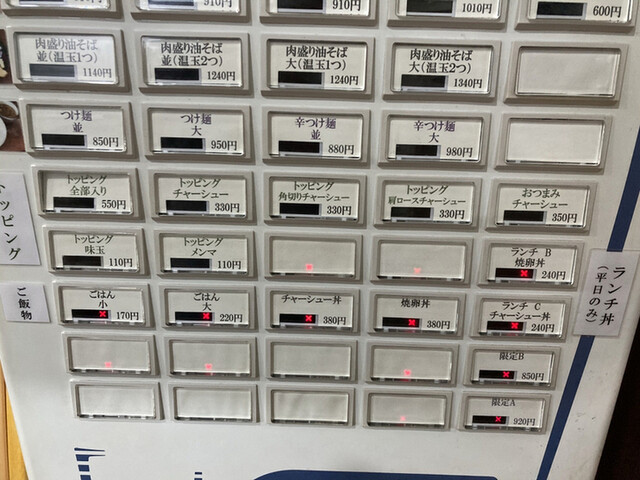 910円
910円
1010円
600円
肉盛り油そば
並(温玉1つ)
1140円
肉盛り油そば
並(温玉2つ)
1240円
肉盛り油そば
大(温玉1つ)
1240円
肉盛り油そば
大(温玉2つ)
1340円
つけ麺
並
850円
つけ麺
大
950円
辛つけ麺
並
880円
辛つけ麺
大
980円
トッピング
トッピング
全部入り
550円
トッピング
チャーシュー
330円
トッピング
角切りチャーシュー
330円
トッピング
肩ロースチャーシュー
330円
おつまみ
チャーシュー
350円
トッピング
味玉
110円
トッピング
メンマ
110円
ランチ B
焼卵丼
240円
ランチ丼
(平日のみ)
ご飯物
ごはん
小
170円
ごはん
大
220円
チャーシュー丼
380円
焼卵丼
380円
ランチ C
チャーシュー丼
240円
限定B
850円
限定A
920円